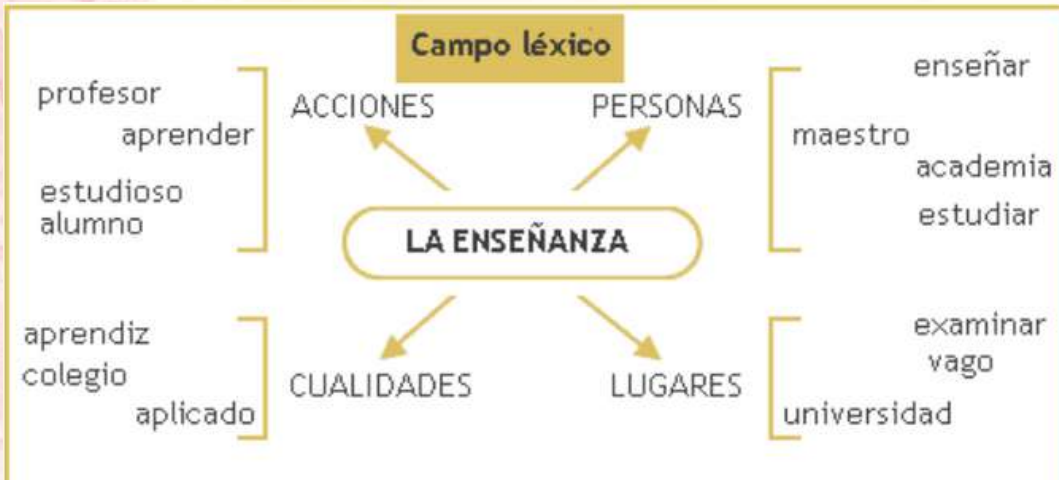 Campo léxico
profesor
aprender
estudioso
alumno
ACCIONES
PERSONAS
enseñar
maestro
academia
estudiar
LA ENSEÑANZA
aprendiz
colegio
aplicado
CUALIDADES
LUGARES
examinar
vago
universidad